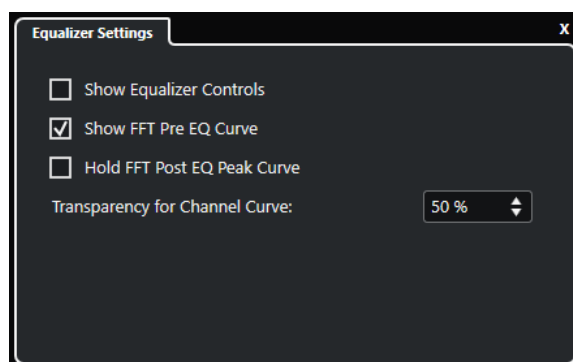 Equalizer Settings X
Show Equalizer Controls
Show FFT Pre EQ Curve
Hold FFT Post EQ Peak Curve
Transparency for Channel Curve: 50 %